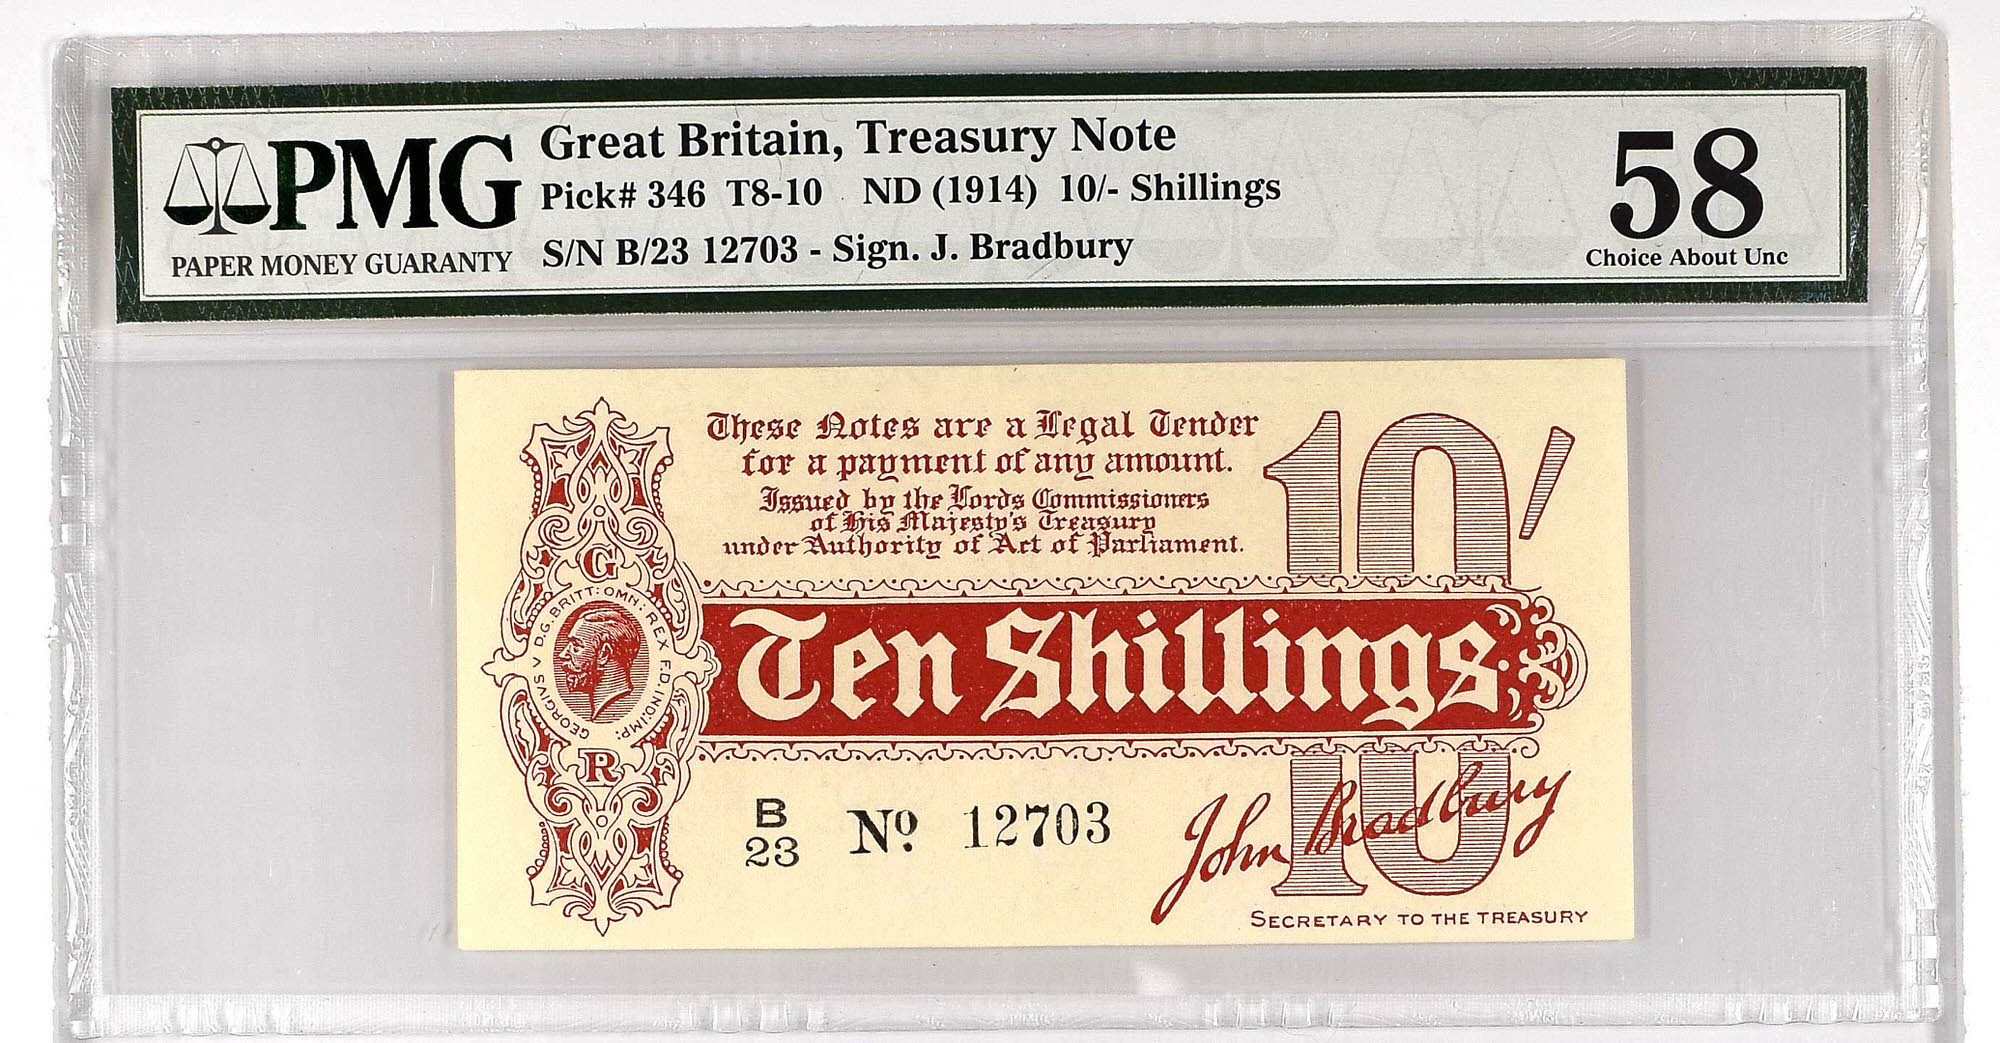 PMG
PAPER MONEY GUARANTY
Great Britain, Treasury Note
Pick# 346 T8-10 ND (1914) 10/- Shillings
S/N B/23 12703 - Sign. J. Bradbury
58
Choice About Unc
These Notes are a Legal Tender
for a payment of any amount.
Issued by the Lords Commissioners
of His Majesty's Treasury
under Authority of Act of Parliament.
10/
G
GEORGIVS V D.G. BRITT: OMN: REX F.D. IND: IMP:
R
Ten Shillings
10
B
23
Nº 12703
John Bradbury
SECRETARY TO THE TREASURY